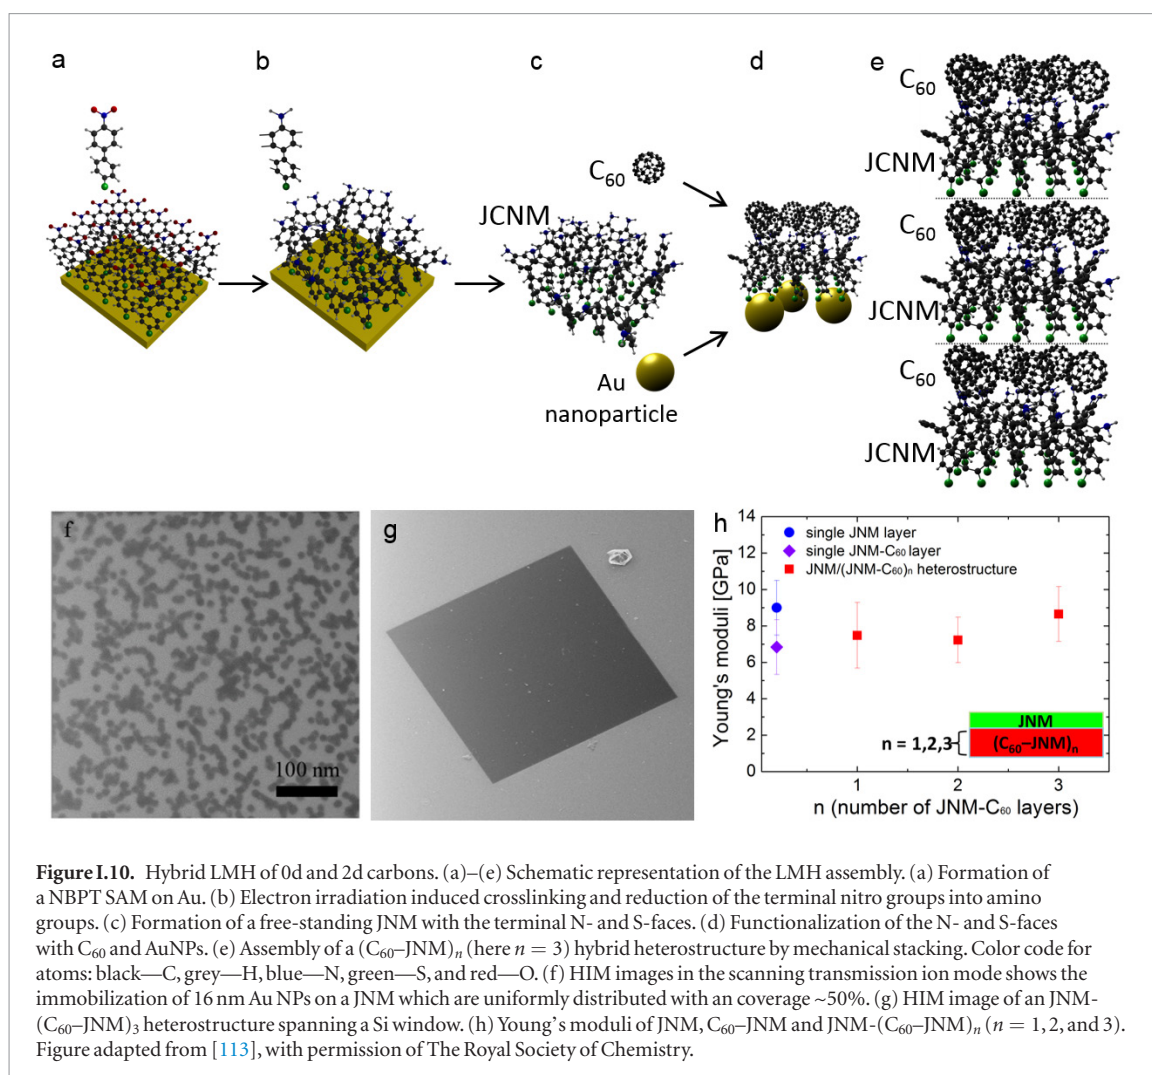 a
b
c
d
e
C₆₀
JCNM
C₆₀
JCNM
C₆₀
JCNM
C₆₀
JCNM
Au
nanoparticle
f
100 nm
g
h
14
12
10
8
6
4
2
0
Young's moduli [GPa]
single JNM layer
single JNM-C₆₀ layer
JNM/(JNM-C₆₀)ₙ heterostructure
JNM
n = 1,2,3
(C₆₀–JNM)ₙ
1
2
3
n (number of JNM-C₆₀ layers)
Figure I.10. Hybrid LMH of 0d and 2d carbons. (a)–(e) Schematic representation of the LMH assembly. (a) Formation of
a NBPT SAM on Au. (b) Electron irradiation induced crosslinking and reduction of the terminal nitro groups into amino
groups. (c) Formation of a free-standing JNM with the terminal N- and S-faces. (d) Functionalization of the N- and S-faces
with C₆₀ and AuNPs. (e) Assembly of a (C₆₀–JNM)ₙ (here n = 3) hybrid heterostructure by mechanical stacking. Color code for
atoms: black—C, grey—H, blue—N, green—S, and red—O. (f) HIM images in the scanning transmission ion mode shows the
immobilization of 16 nm Au NPs on a JNM which are uniformly distributed with an coverage ~50%. (g) HIM image of an JNM-
(C₆₀–JNM)₃ heterostructure spanning a Si window. (h) Young's moduli of JNM, C₆₀–JNM and JNM-(C₆₀–JNM)ₙ (n = 1, 2, and 3).
Figure adapted from [113], with permission of The Royal Society of Chemistry.